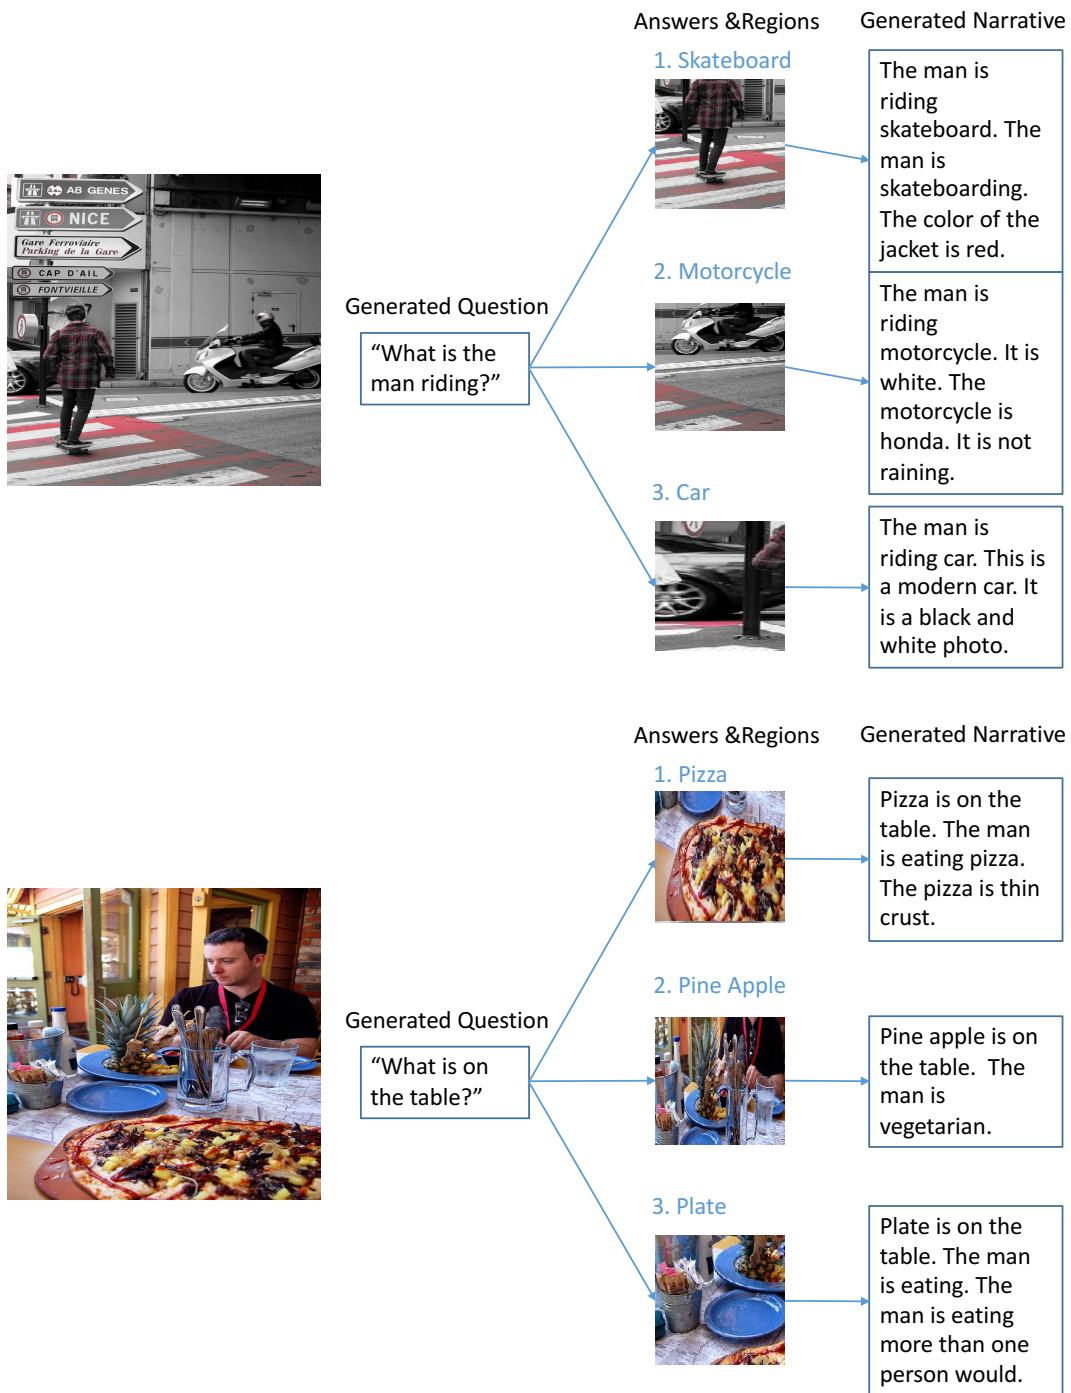 Answers &Regions
Generated Narrative
1. Skateboard
The man is
riding
skateboard. The
man is
skateboarding.
The color of the
jacket is red.
A8 GENES
NICE
Gare Ferroviaire
Parking de la Gare
CAP D'AIL
FONTVIEILLE
Generated Question
“What is the
man riding?”
2. Motorcycle
The man is
riding
motorcycle. It is
white. The
motorcycle is
honda. It is not
raining.
3. Car
The man is
riding car. This is
a modern car. It
is a black and
white photo.
Answers &Regions
Generated Narrative
1. Pizza
Pizza is on the
table. The man
is eating pizza.
The pizza is thin
crust.
Generated Question
“What is on
the table?”
2. Pine Apple
Pine apple is on
the table.  The
man is
vegetarian.
3. Plate
Plate is on the
table. The man
is eating. The
man is eating
more than one
person would.